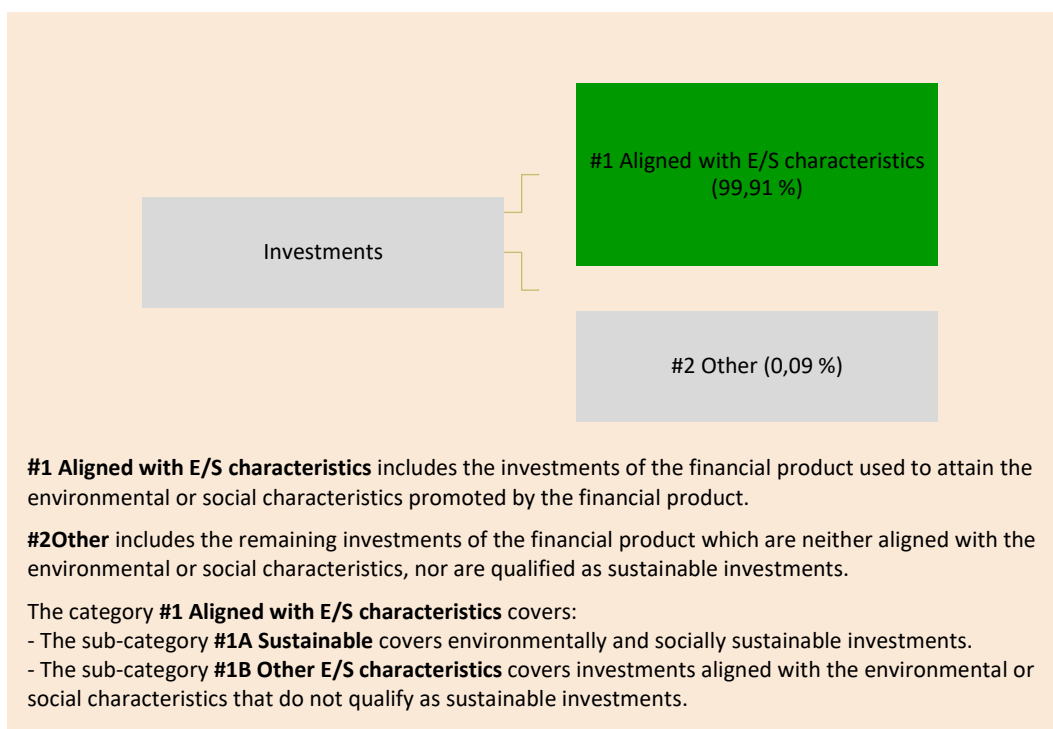 #1 Aligned with E/S characteristics
(99,91 %)
Investments
#2 Other (0,09 %)
#1 Aligned with E/S characteristics includes the investments of the financial product used to attain the
environmental or social characteristics promoted by the financial product.
#2Other includes the remaining investments of the financial product which are neither aligned with the
environmental or social characteristics, nor are qualified as sustainable investments.
The category #1 Aligned with E/S characteristics covers:
- The sub-category #1A Sustainable covers environmentally and socially sustainable investments.
- The sub-category #1B Other E/S characteristics covers investments aligned with the environmental or
social characteristics that do not qualify as sustainable investments.